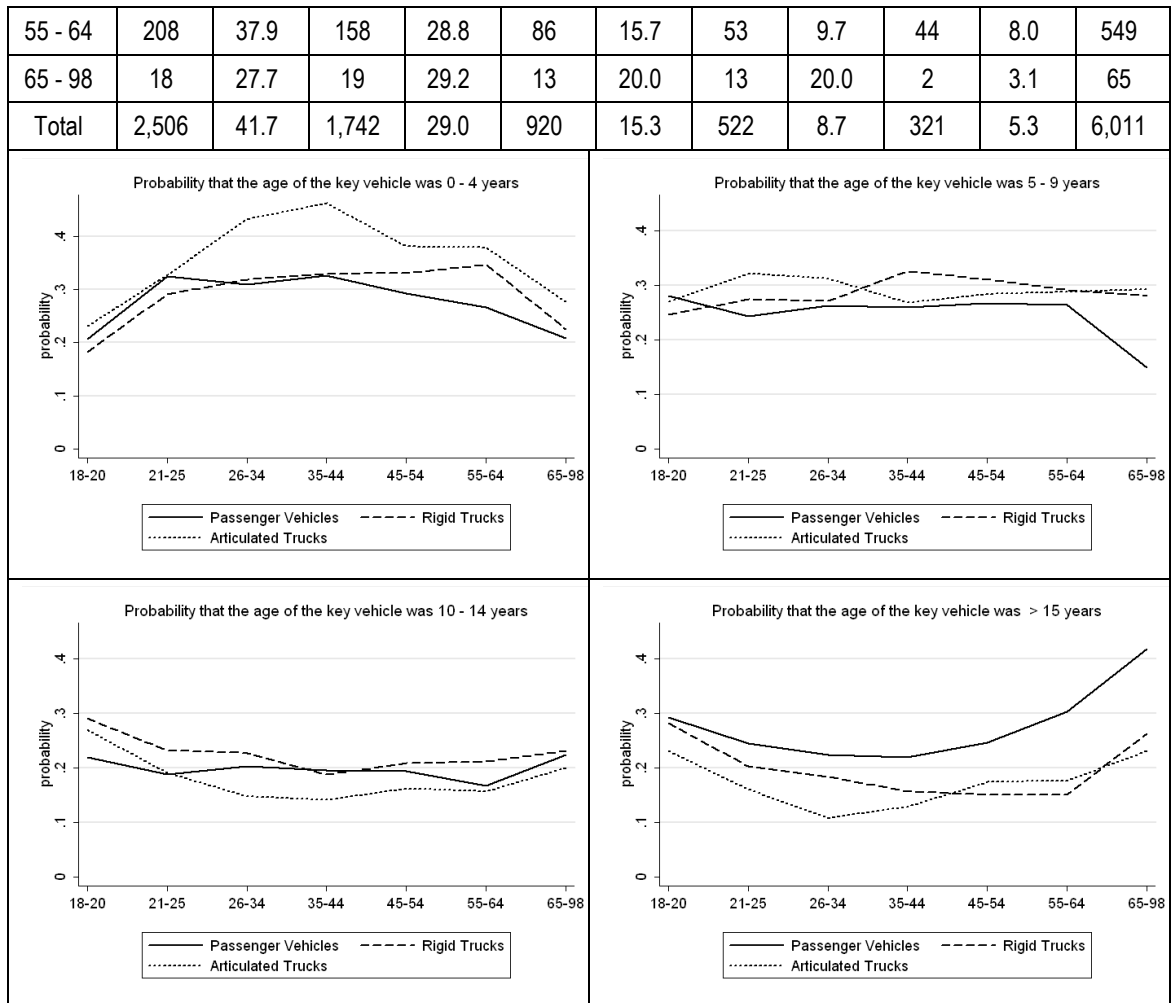 55 - 64 208 37.9 158 28.8 86 15.7 53 9.7 44 8.0 549
65 - 98 18 27.7 19 29.2 13 20.0 13 20.0 2 3.1 65
Total 2,506 41.7 1,742 29.0 920 15.3 522 8.7 321 5.3 6,011
Probability that the age of the key vehicle was 0 - 4 years
probability
.4
.3
.2
.1
0
18-20 21-25 26-34 35-44 45-54 55-64 65-98
Passenger Vehicles Rigid Trucks
Articulated Trucks
Probability that the age of the key vehicle was 5 - 9 years
probability
.4
.3
.2
.1
0
18-20 21-25 26-34 35-44 45-54 55-64 65-98
Passenger Vehicles Rigid Trucks
Articulated Trucks
Probability that the age of the key vehicle was 10 - 14 years
probability
.4
.3
.2
.1
0
18-20 21-25 26-34 35-44 45-54 55-64 65-98
Passenger Vehicles Rigid Trucks
Articulated Trucks
Probability that the age of the key vehicle was > 15 years
probability
.4
.3
.2
.1
0
18-20 21-25 26-34 35-44 45-54 55-64 65-98
Passenger Vehicles Rigid Trucks
Articulated Trucks